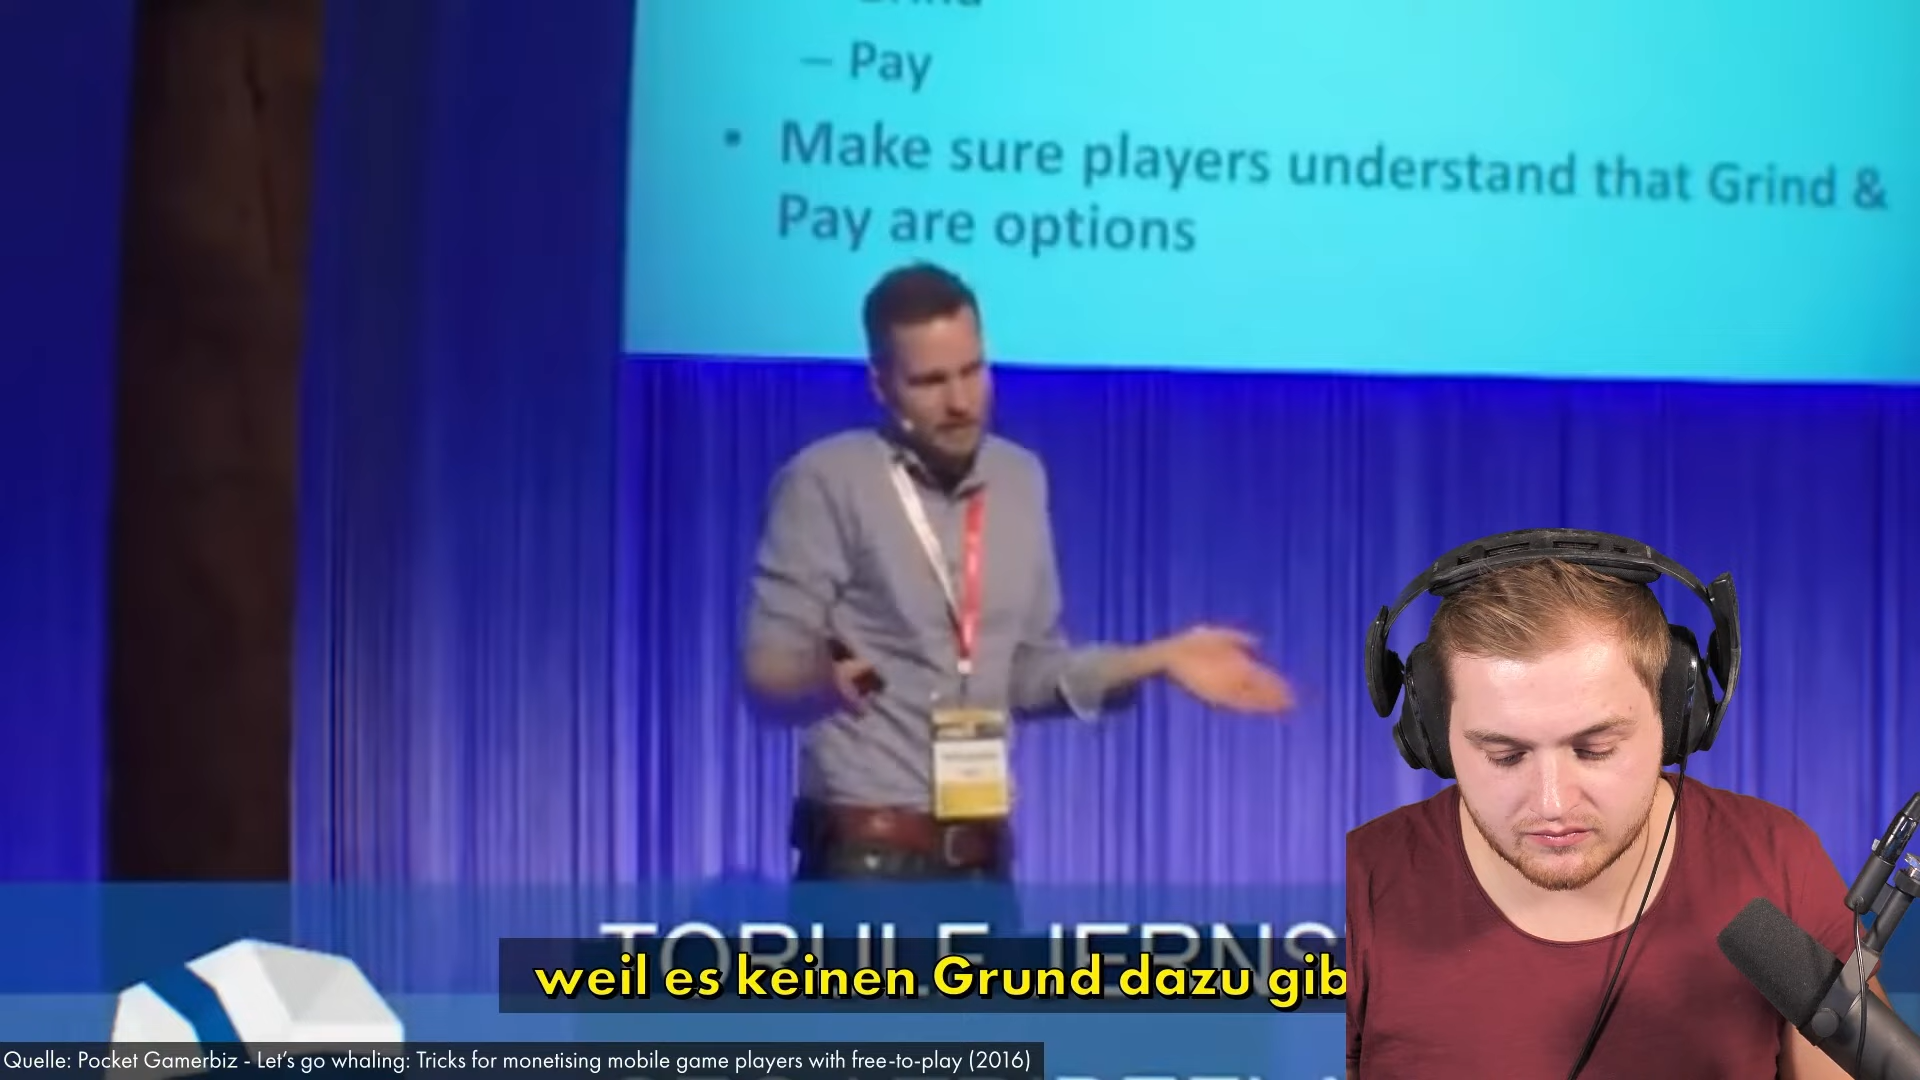 – Pay
• Make sure players understand that Grind &
Pay are options
weil es keinen Grund dazu gib
Quelle: Pocket Gamerbiz - Let's go whaling: Tricks for monetising mobile game players with free-to-play (2016)